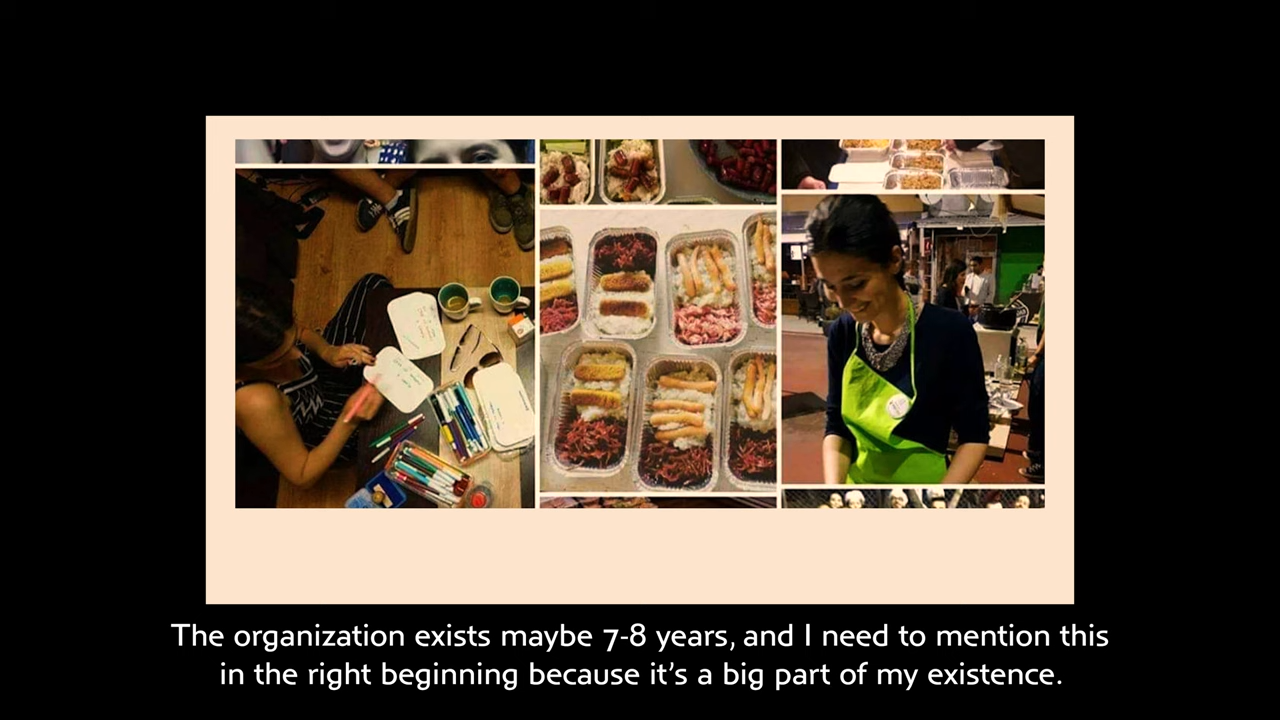 The organization exists maybe 7-8 years, and I need to mention this
in the right beginning because it's a big part of my existence.